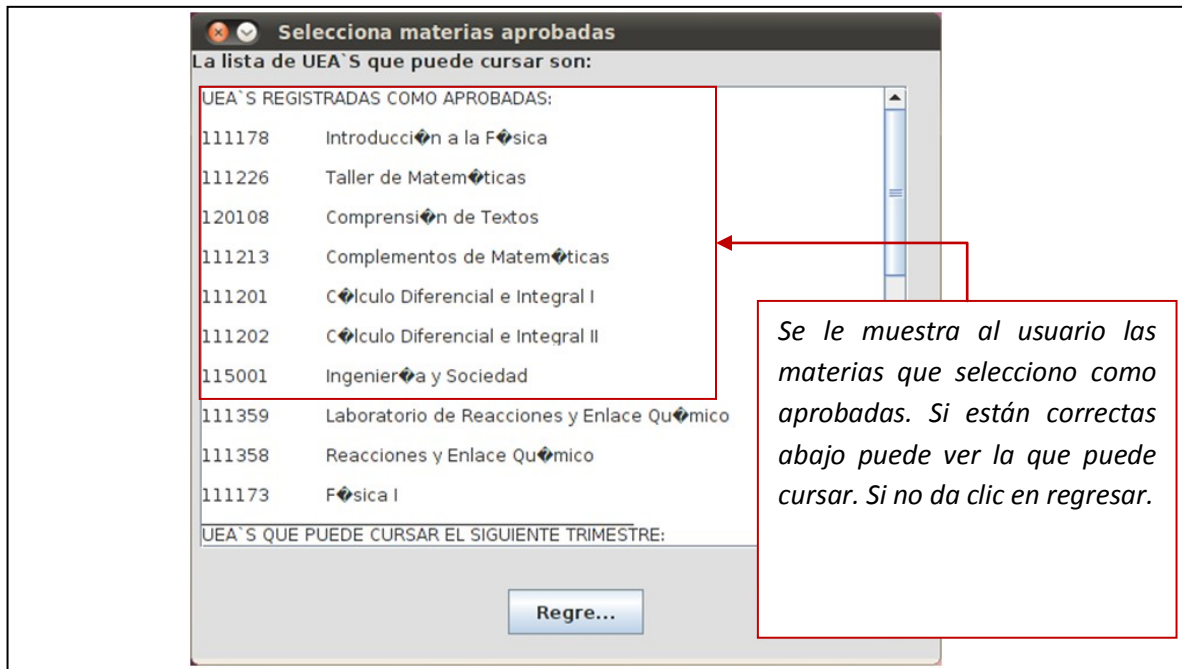 Selecciona materias aprobadas
La lista de UEA`S que puede cursar son:
UEA`S REGISTRADAS COMO APROBADAS:
111178 Introducci�n a la F�sica
111226 Taller de Matem�ticas
120108 Comprensi�n de Textos
111213 Complementos de Matem�ticas
111201 C�lculo Diferencial e Integral I
111202 C�lculo Diferencial e Integral II
115001 Ingenier�a y Sociedad
111359 Laboratorio de Reacciones y Enlace Qu�mico
111358 Reacciones y Enlace Qu�mico
111173 F�sica I
UEA`S QUE PUEDE CURSAR EL SIGUIENTE TRIMESTRE:
Regre...
Se le muestra al usuario las
materias que selecciono como
aprobadas. Si están correctas
abajo puede ver la que puede
cursar. Si no da clic en regresar.